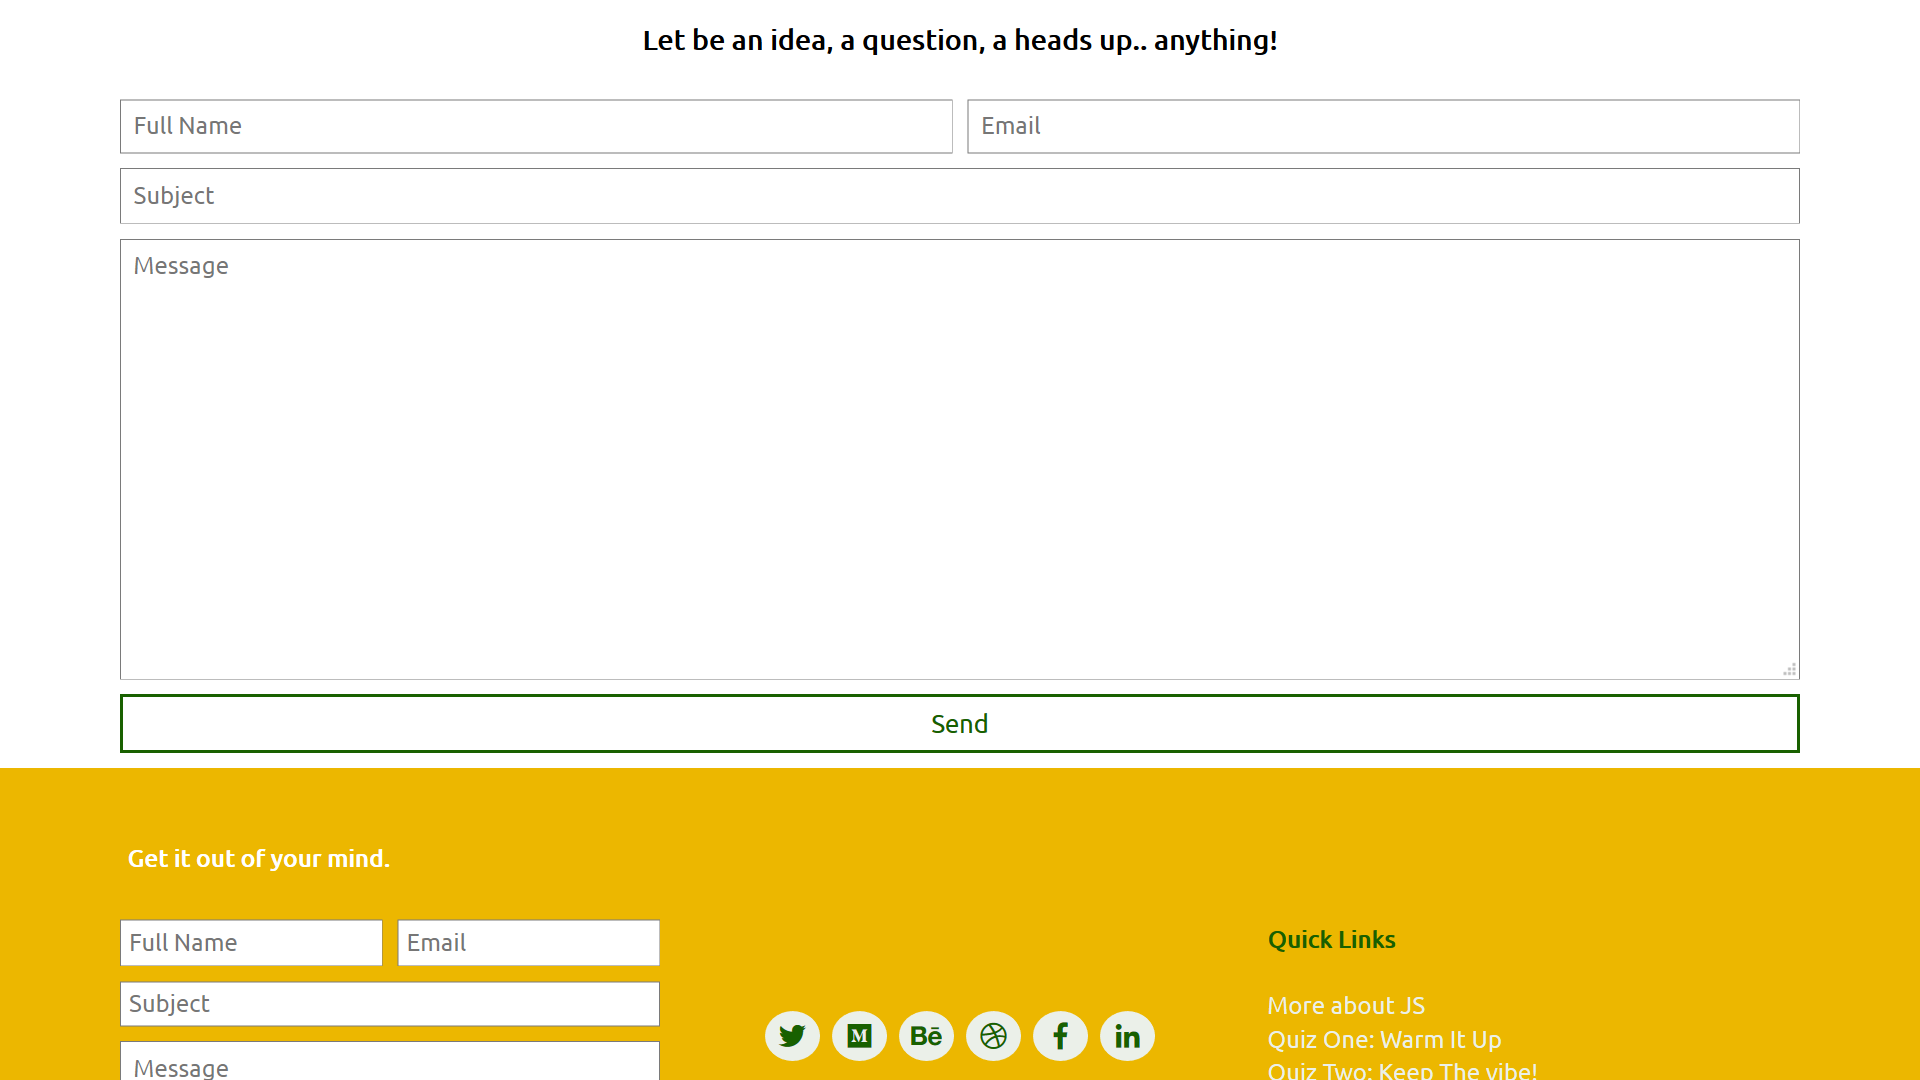 Let be an idea, a question, a heads up.. anything!
Full Name
Email
Subject
Message
Send
Get it out of your mind.
Full Name
Email
Subject
Message
M
Bē
f
in
Quick Links
More about JS
Quiz One: Warm It Up
Quiz Two: Keep The vibe!